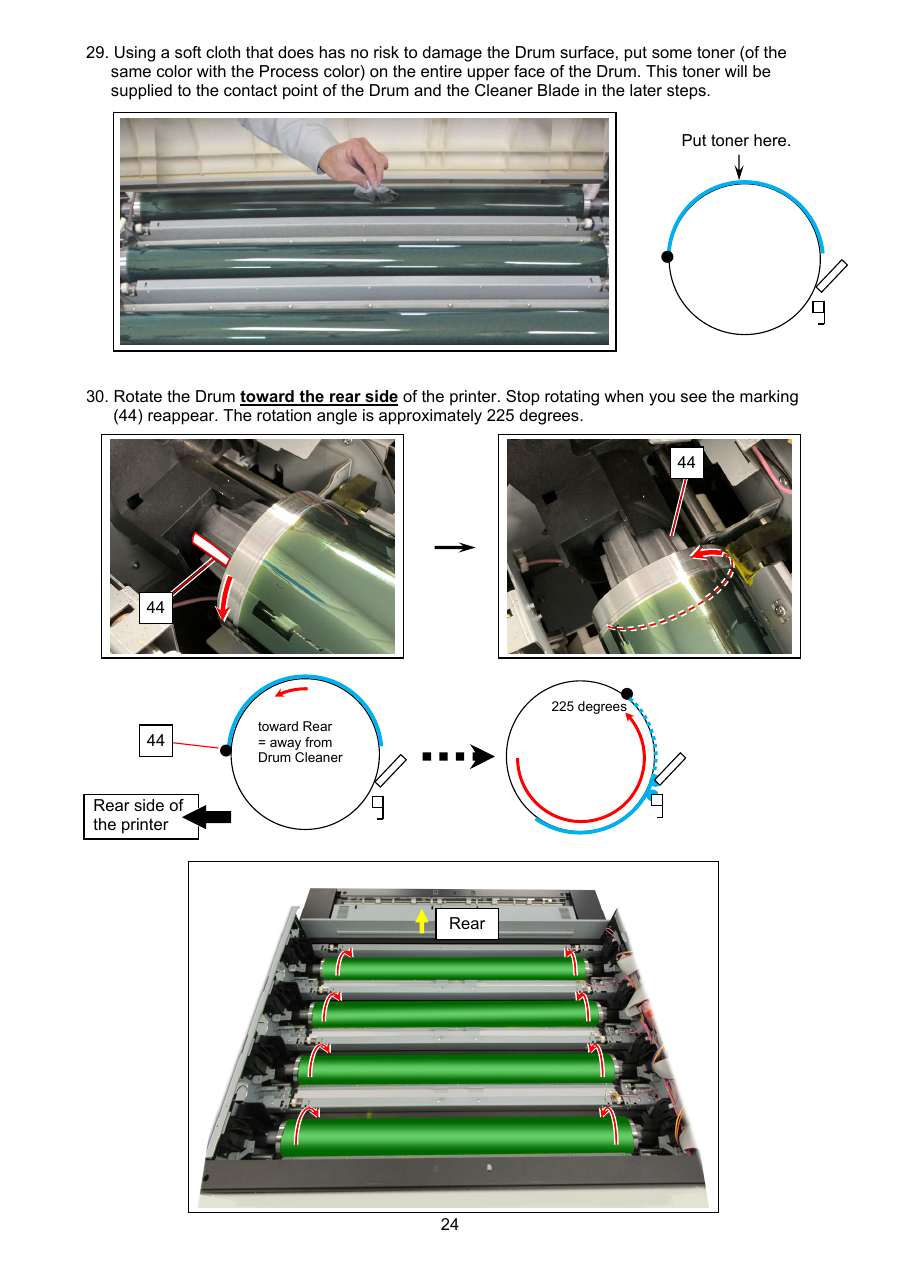 29. Using a soft cloth that does has no risk to damage the Drum surface, put some toner (of the
same color with the Process color) on the entire upper face of the Drum. This toner will be
supplied to the contact point of the Drum and the Cleaner Blade in the later steps.
Put toner here.
30. Rotate the Drum toward the rear side of the printer. Stop rotating when you see the marking
(44) reappear. The rotation angle is approximately 225 degrees.
44
44
44
toward Rear
= away from
Drum Cleaner
225 degrees
Rear side of
the printer
Rear
24